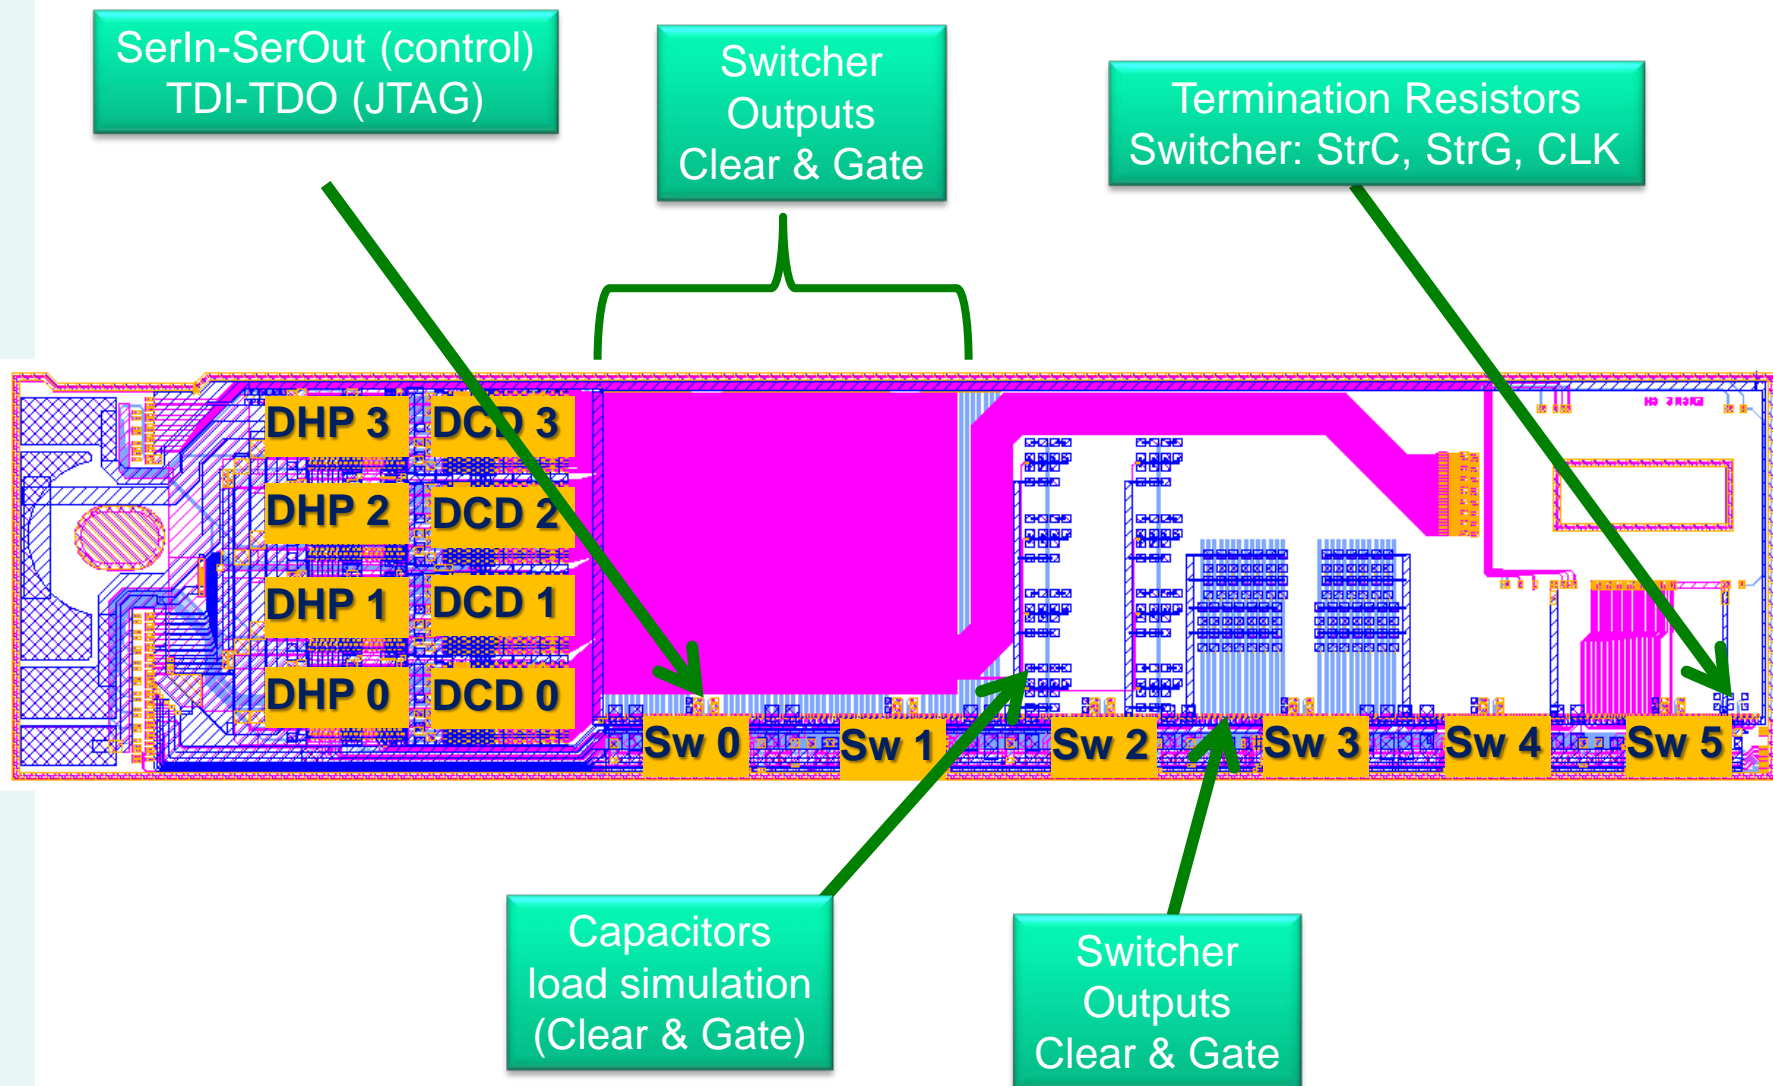 SerIn-SerOut (control)
TDI-TDO (JTAG)
Switcher
Outputs
Clear & Gate
Termination Resistors
Switcher: StrC, StrG, CLK
DHP 3
DCD 3
DHP 2
DCD 2
DHP 1
DCD 1
DHP 0
DCD 0
Sw 0
Sw 1
Sw 2
Sw 3
Sw 4
Sw 5
Capacitors
load simulation
(Clear & Gate)
Switcher
Outputs
Clear & Gate